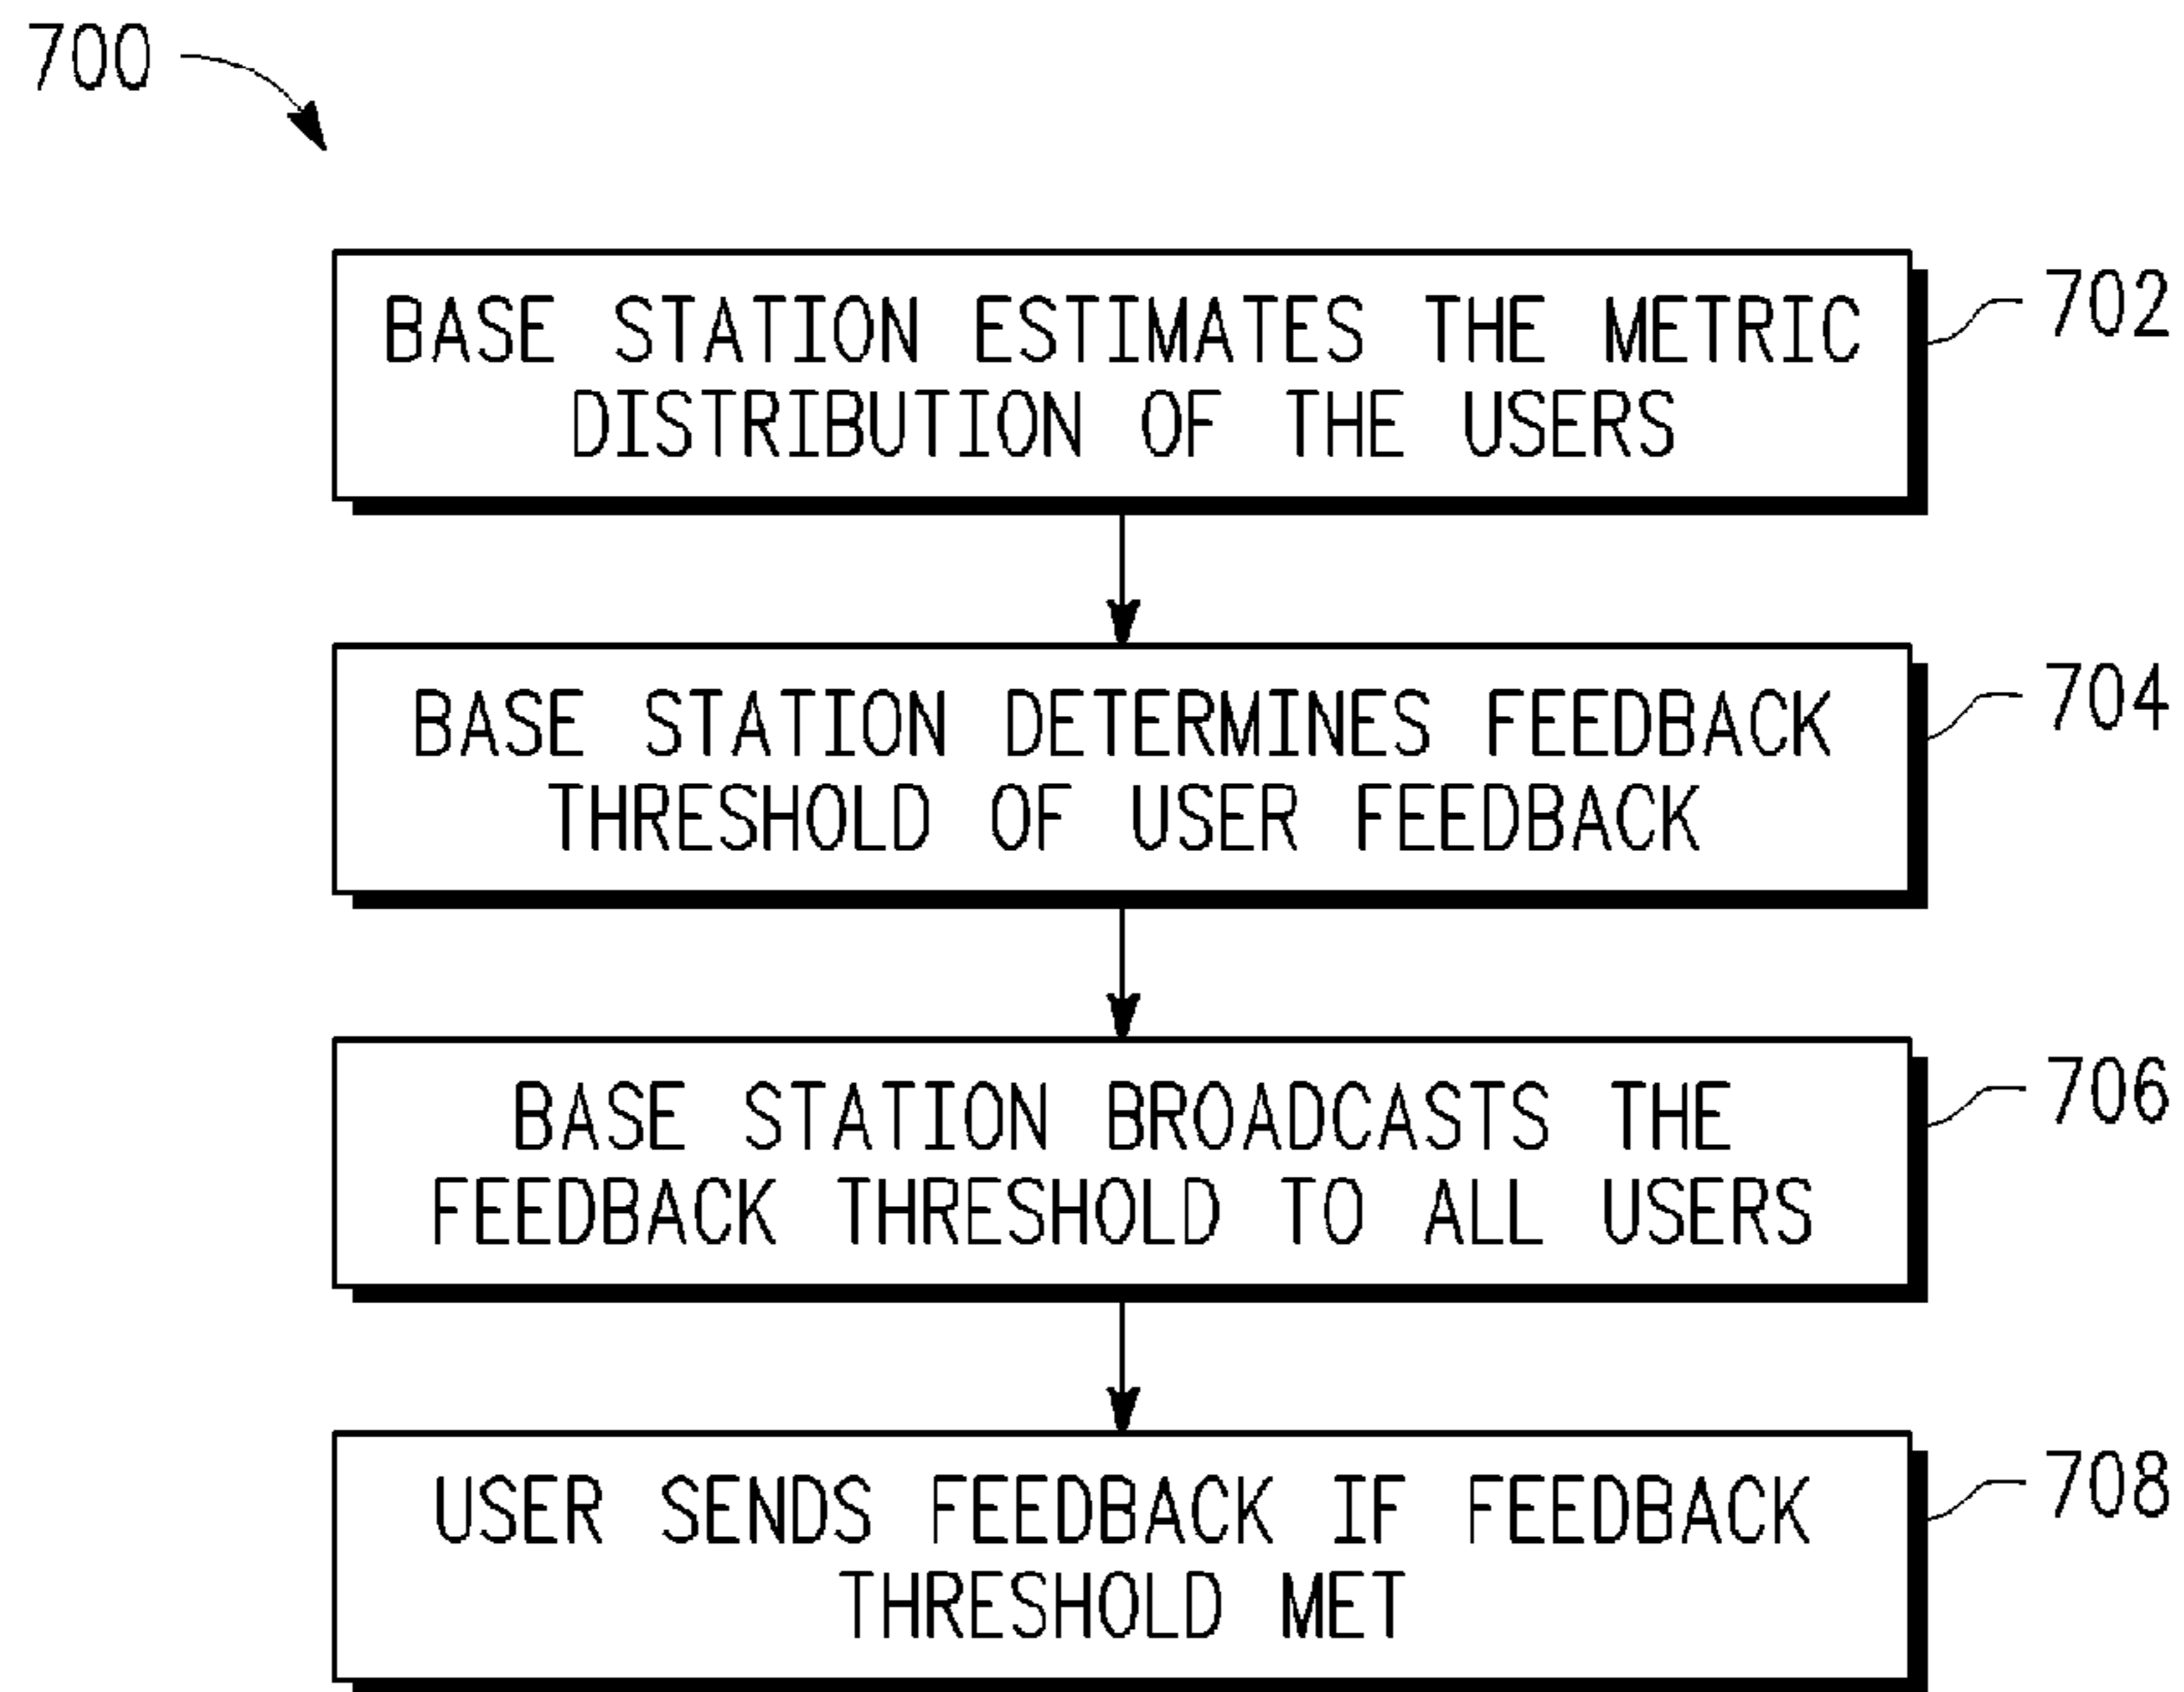 700
BASE STATION ESTIMATES THE METRIC
DISTRIBUTION OF THE USERS
702
BASE STATION DETERMINES FEEDBACK
THRESHOLD OF USER FEEDBACK
704
BASE STATION BROADCASTS THE
FEEDBACK THRESHOLD TO ALL USERS
706
USER SENDS FEEDBACK IF FEEDBACK
THRESHOLD MET
708